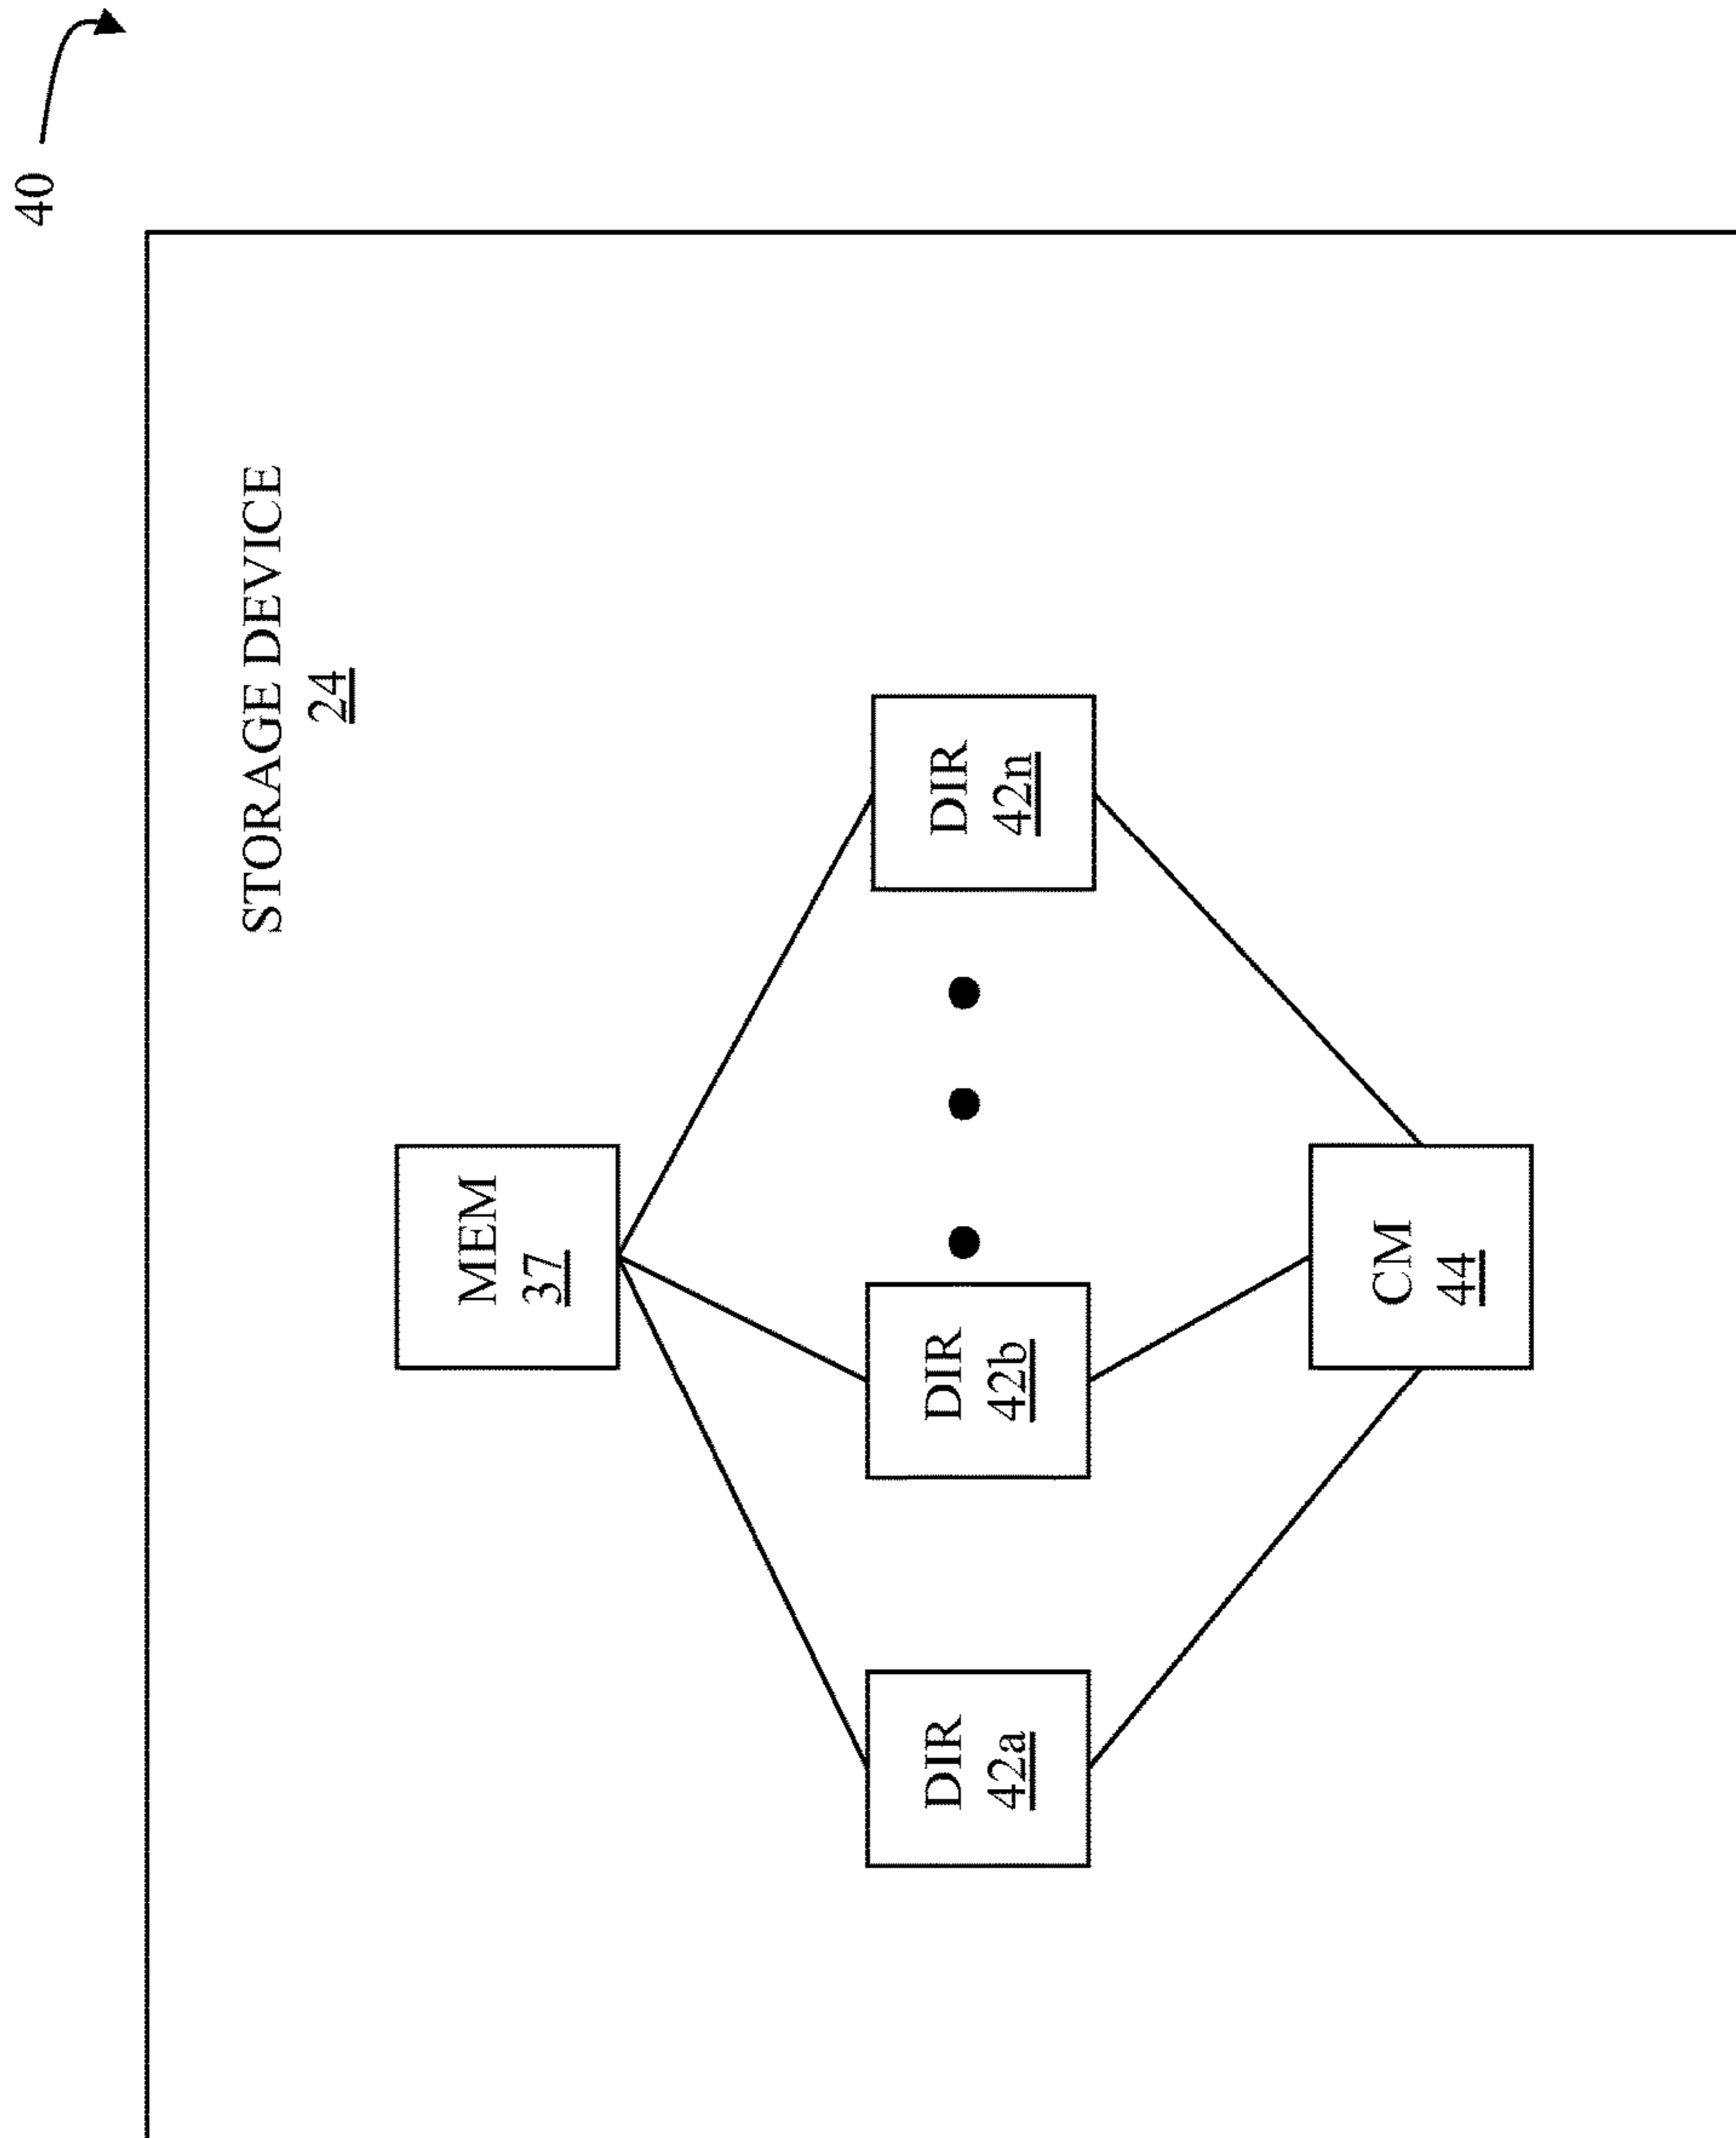 40
STORAGE DEVICE
24
MEM
37
DIR
42a
DIR
42b
DIR
42n
CM
44